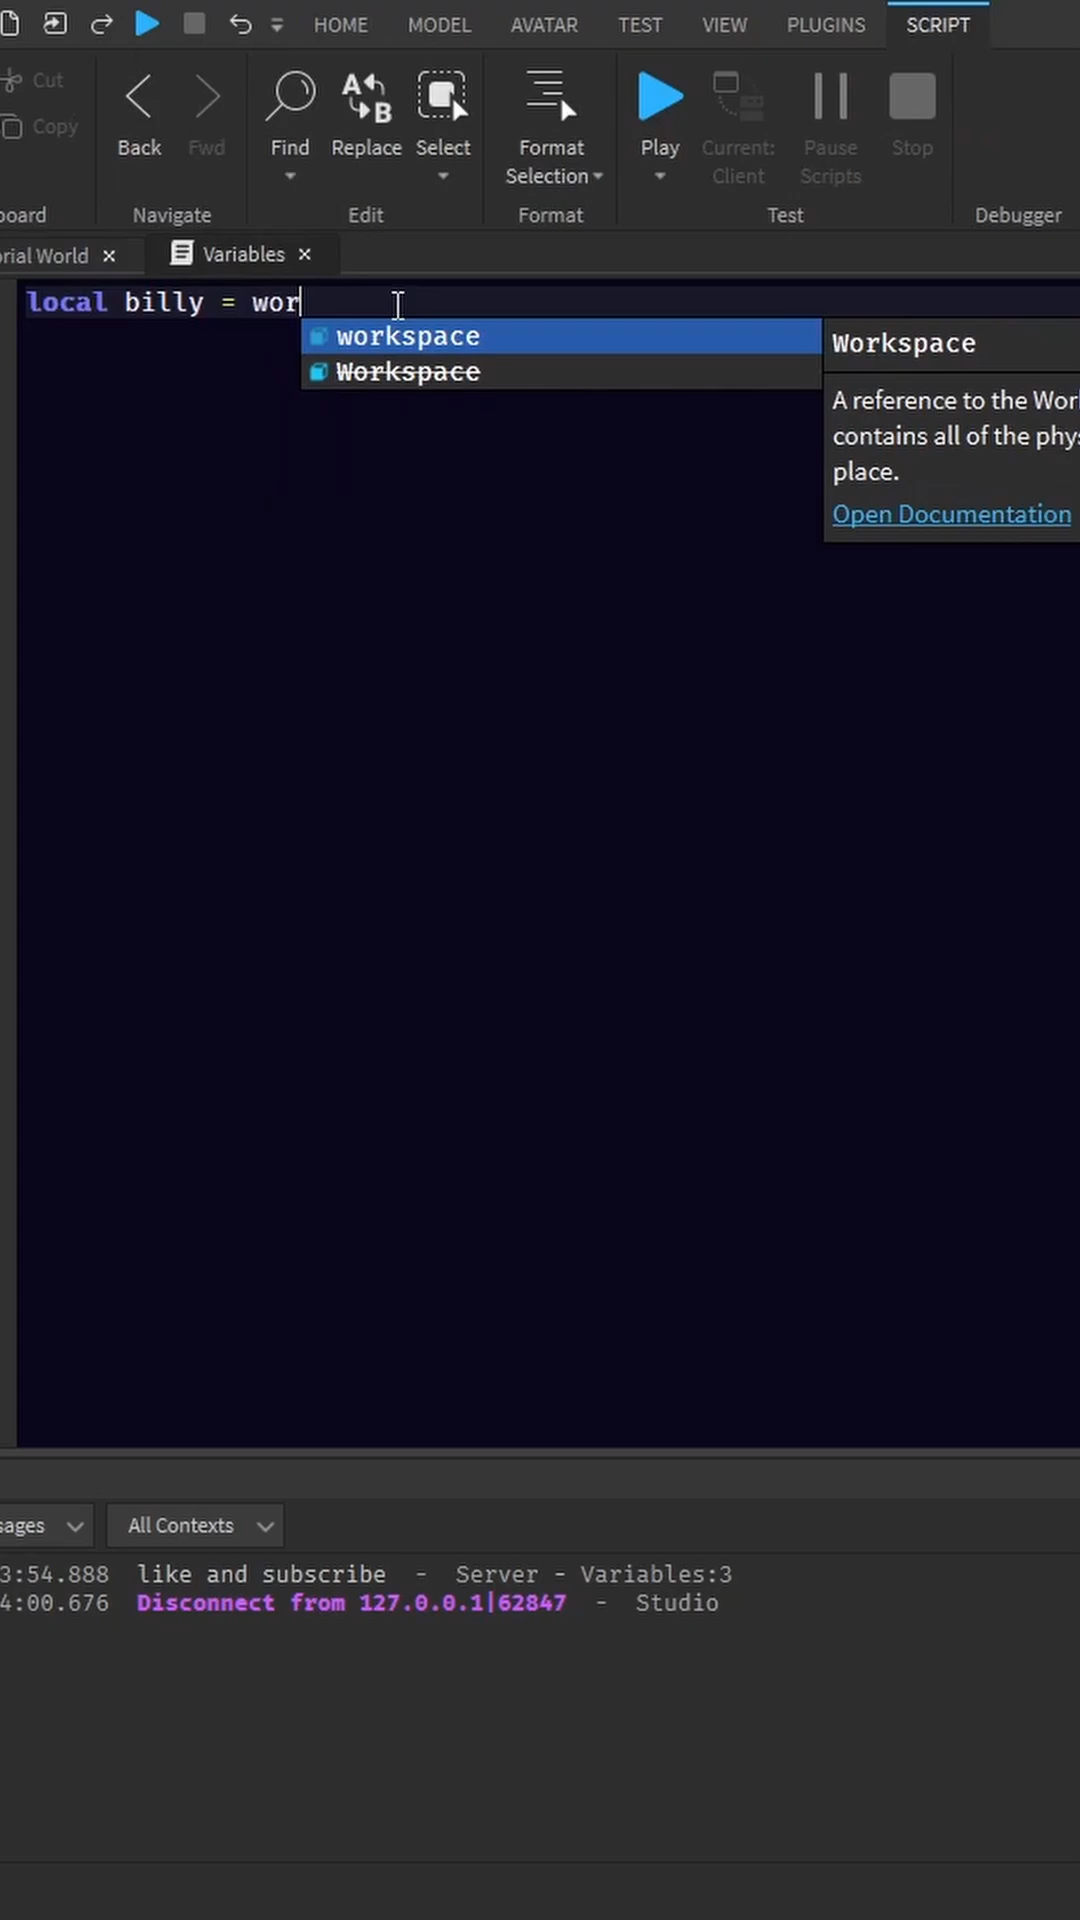 HOME MODEL AVATAR TEST VIEW PLUGINS SCRIPT
Cut
Copy
Back Fwd Find Replace Select Format Selection Play Current: Client Pause Scripts Stop
oard Navigate Edit Format Test Debugger
orial World × Variables ×
local billy = wor
workspace
Workspace
Workspace
A reference to the Wor
contains all of the phys
place.
Open Documentation
sages All Contexts
3:54.888 like and subscribe - Server - Variables:3
4:00.676 Disconnect from 127.0.0.1|62847 - Studio